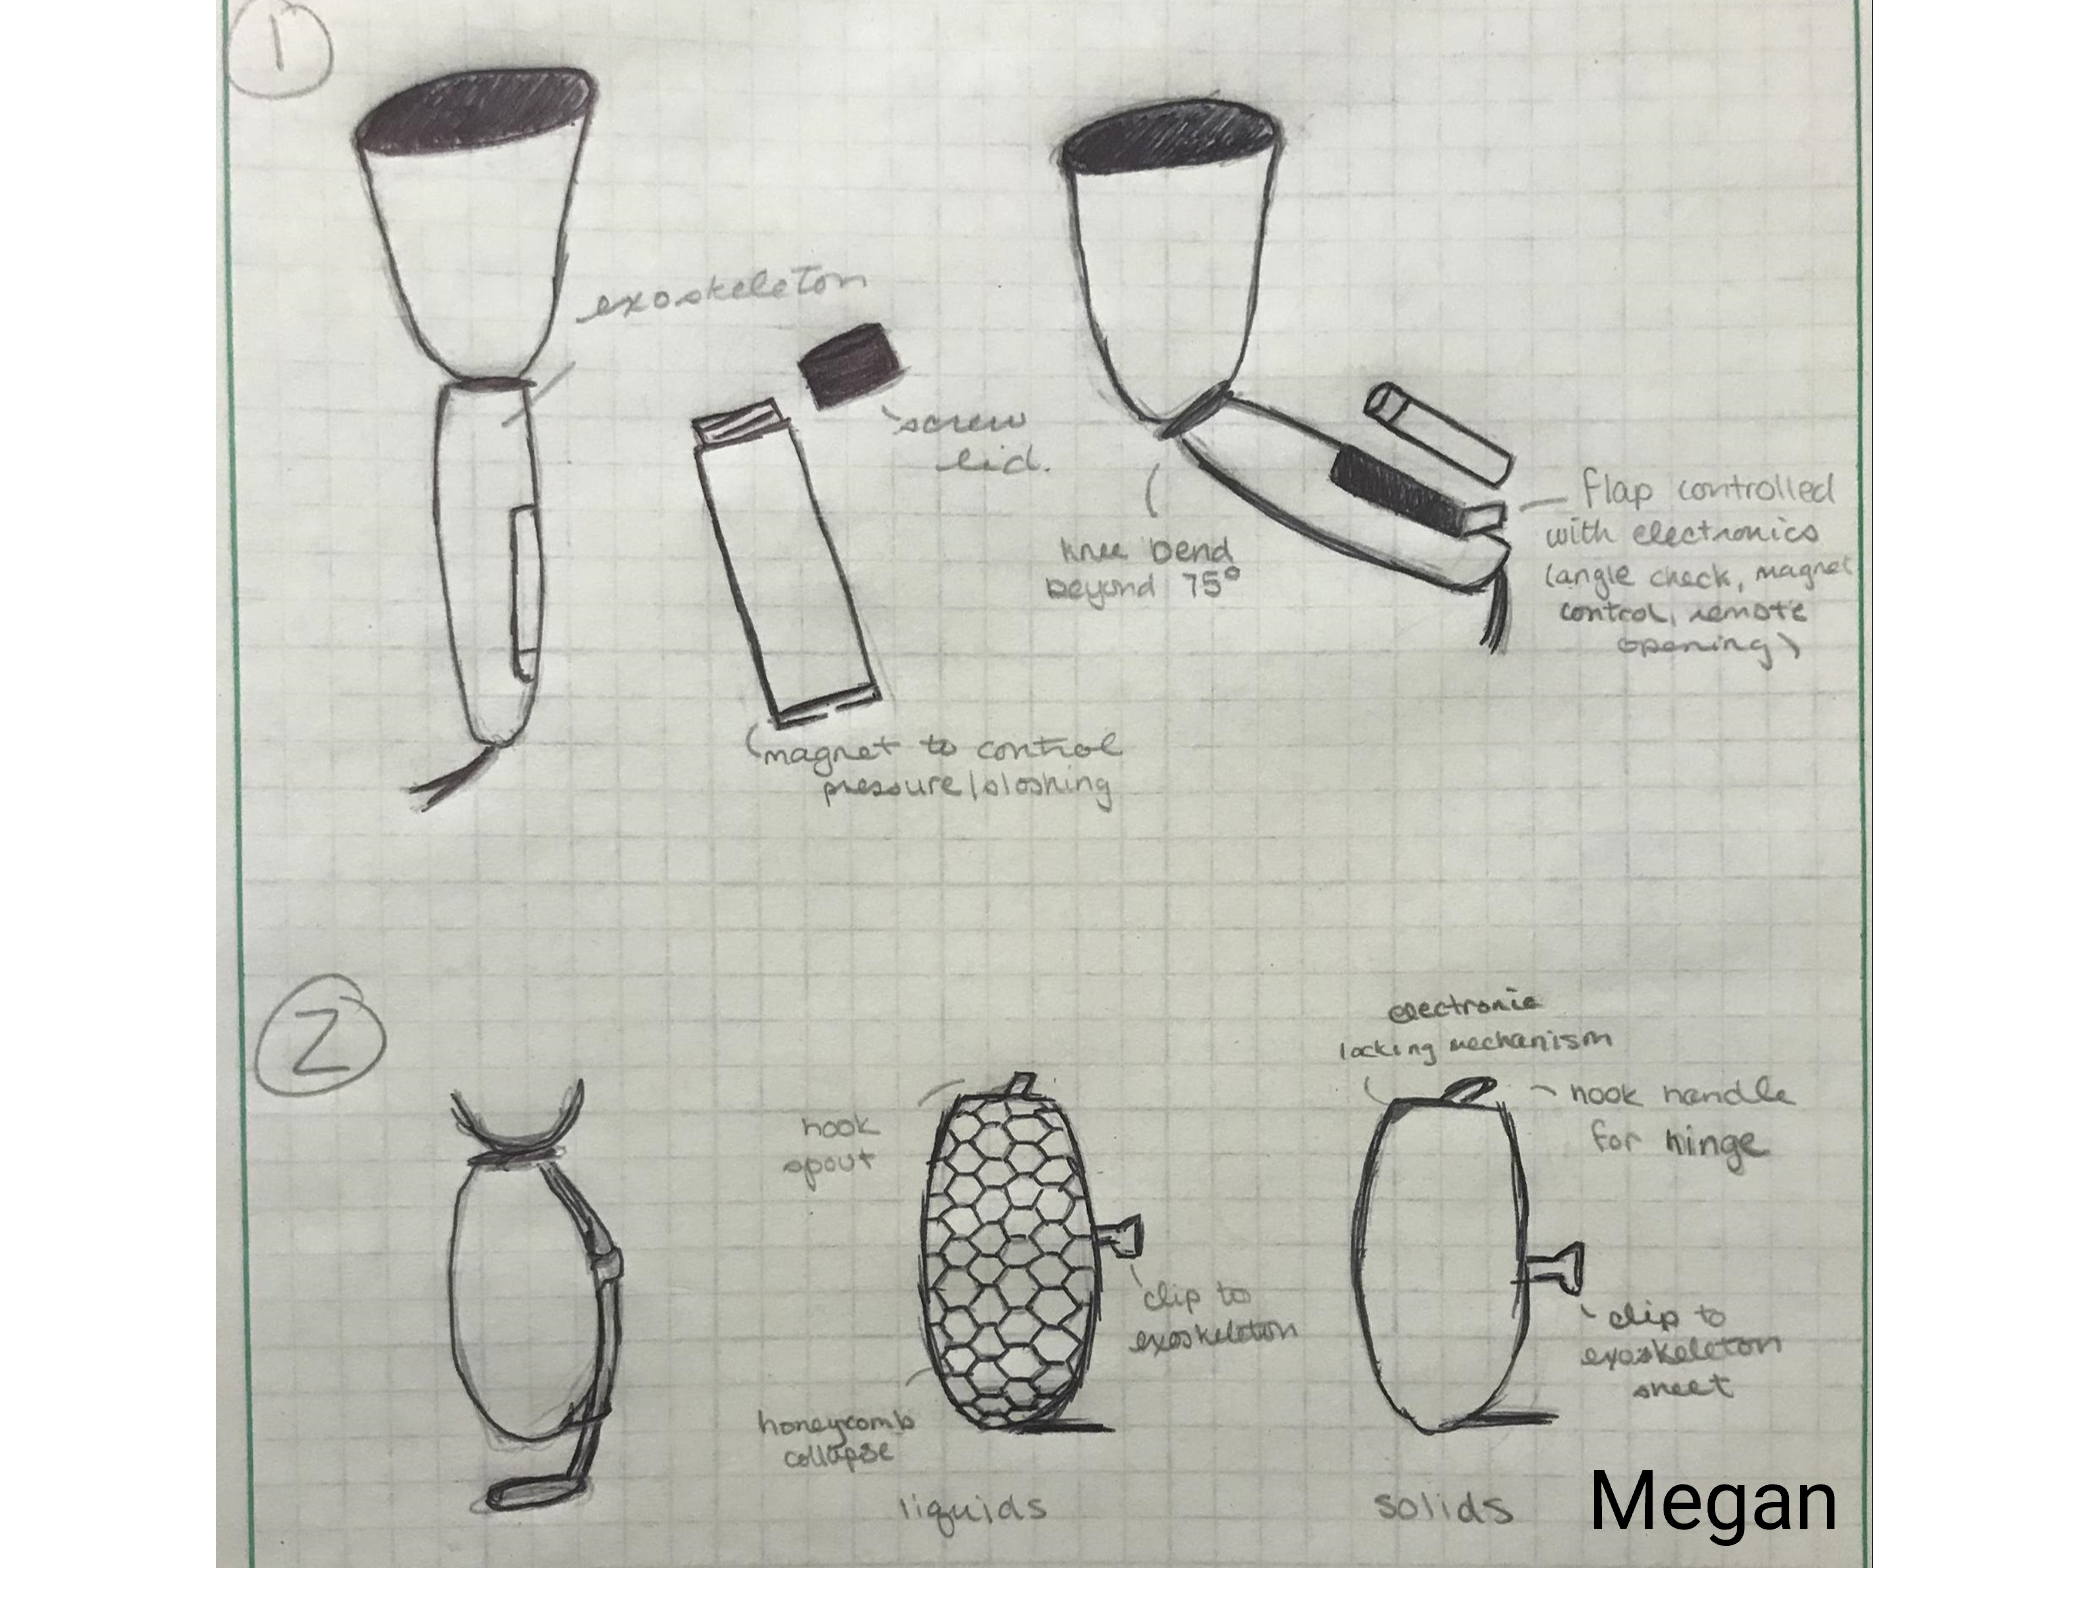 1
exoskeleton
screw
lid.
knee bend
beyond 75°
flap controlled
with electronics
(angle check, magnet
control, remote
opening)
magnet to control
pressure/sloshing
2
electronic
locking mechanism
hook handle
for hinge
hook
spout
clip to
exoskeleton
clip to
exoskeleton
sheet
honeycomb
collapse
liquids
solids
Megan